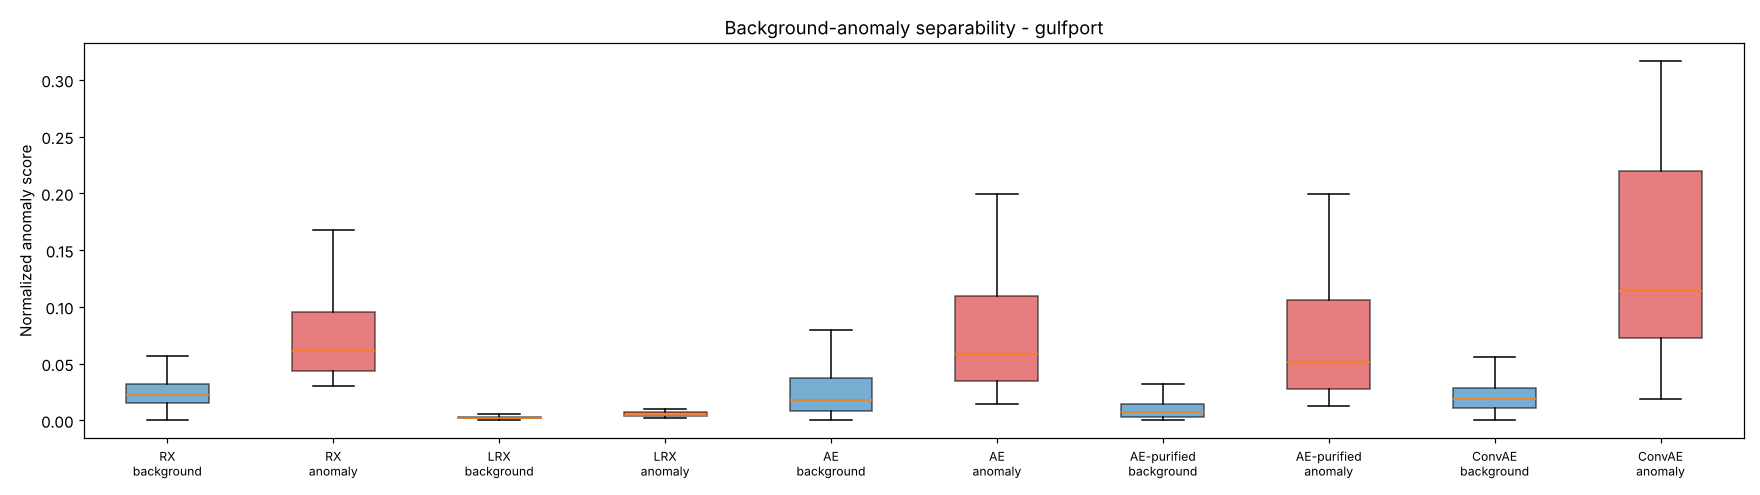 Background-anomaly separability - gulfport
Normalized anomaly score
0.30
0.25
0.20
0.15
0.10
0.05
0.00
RX
background
RX
anomaly
LRX
background
LRX
anomaly
AE
background
AE
anomaly
AE-purified
background
AE-purified
anomaly
ConvAE
background
ConvAE
anomaly